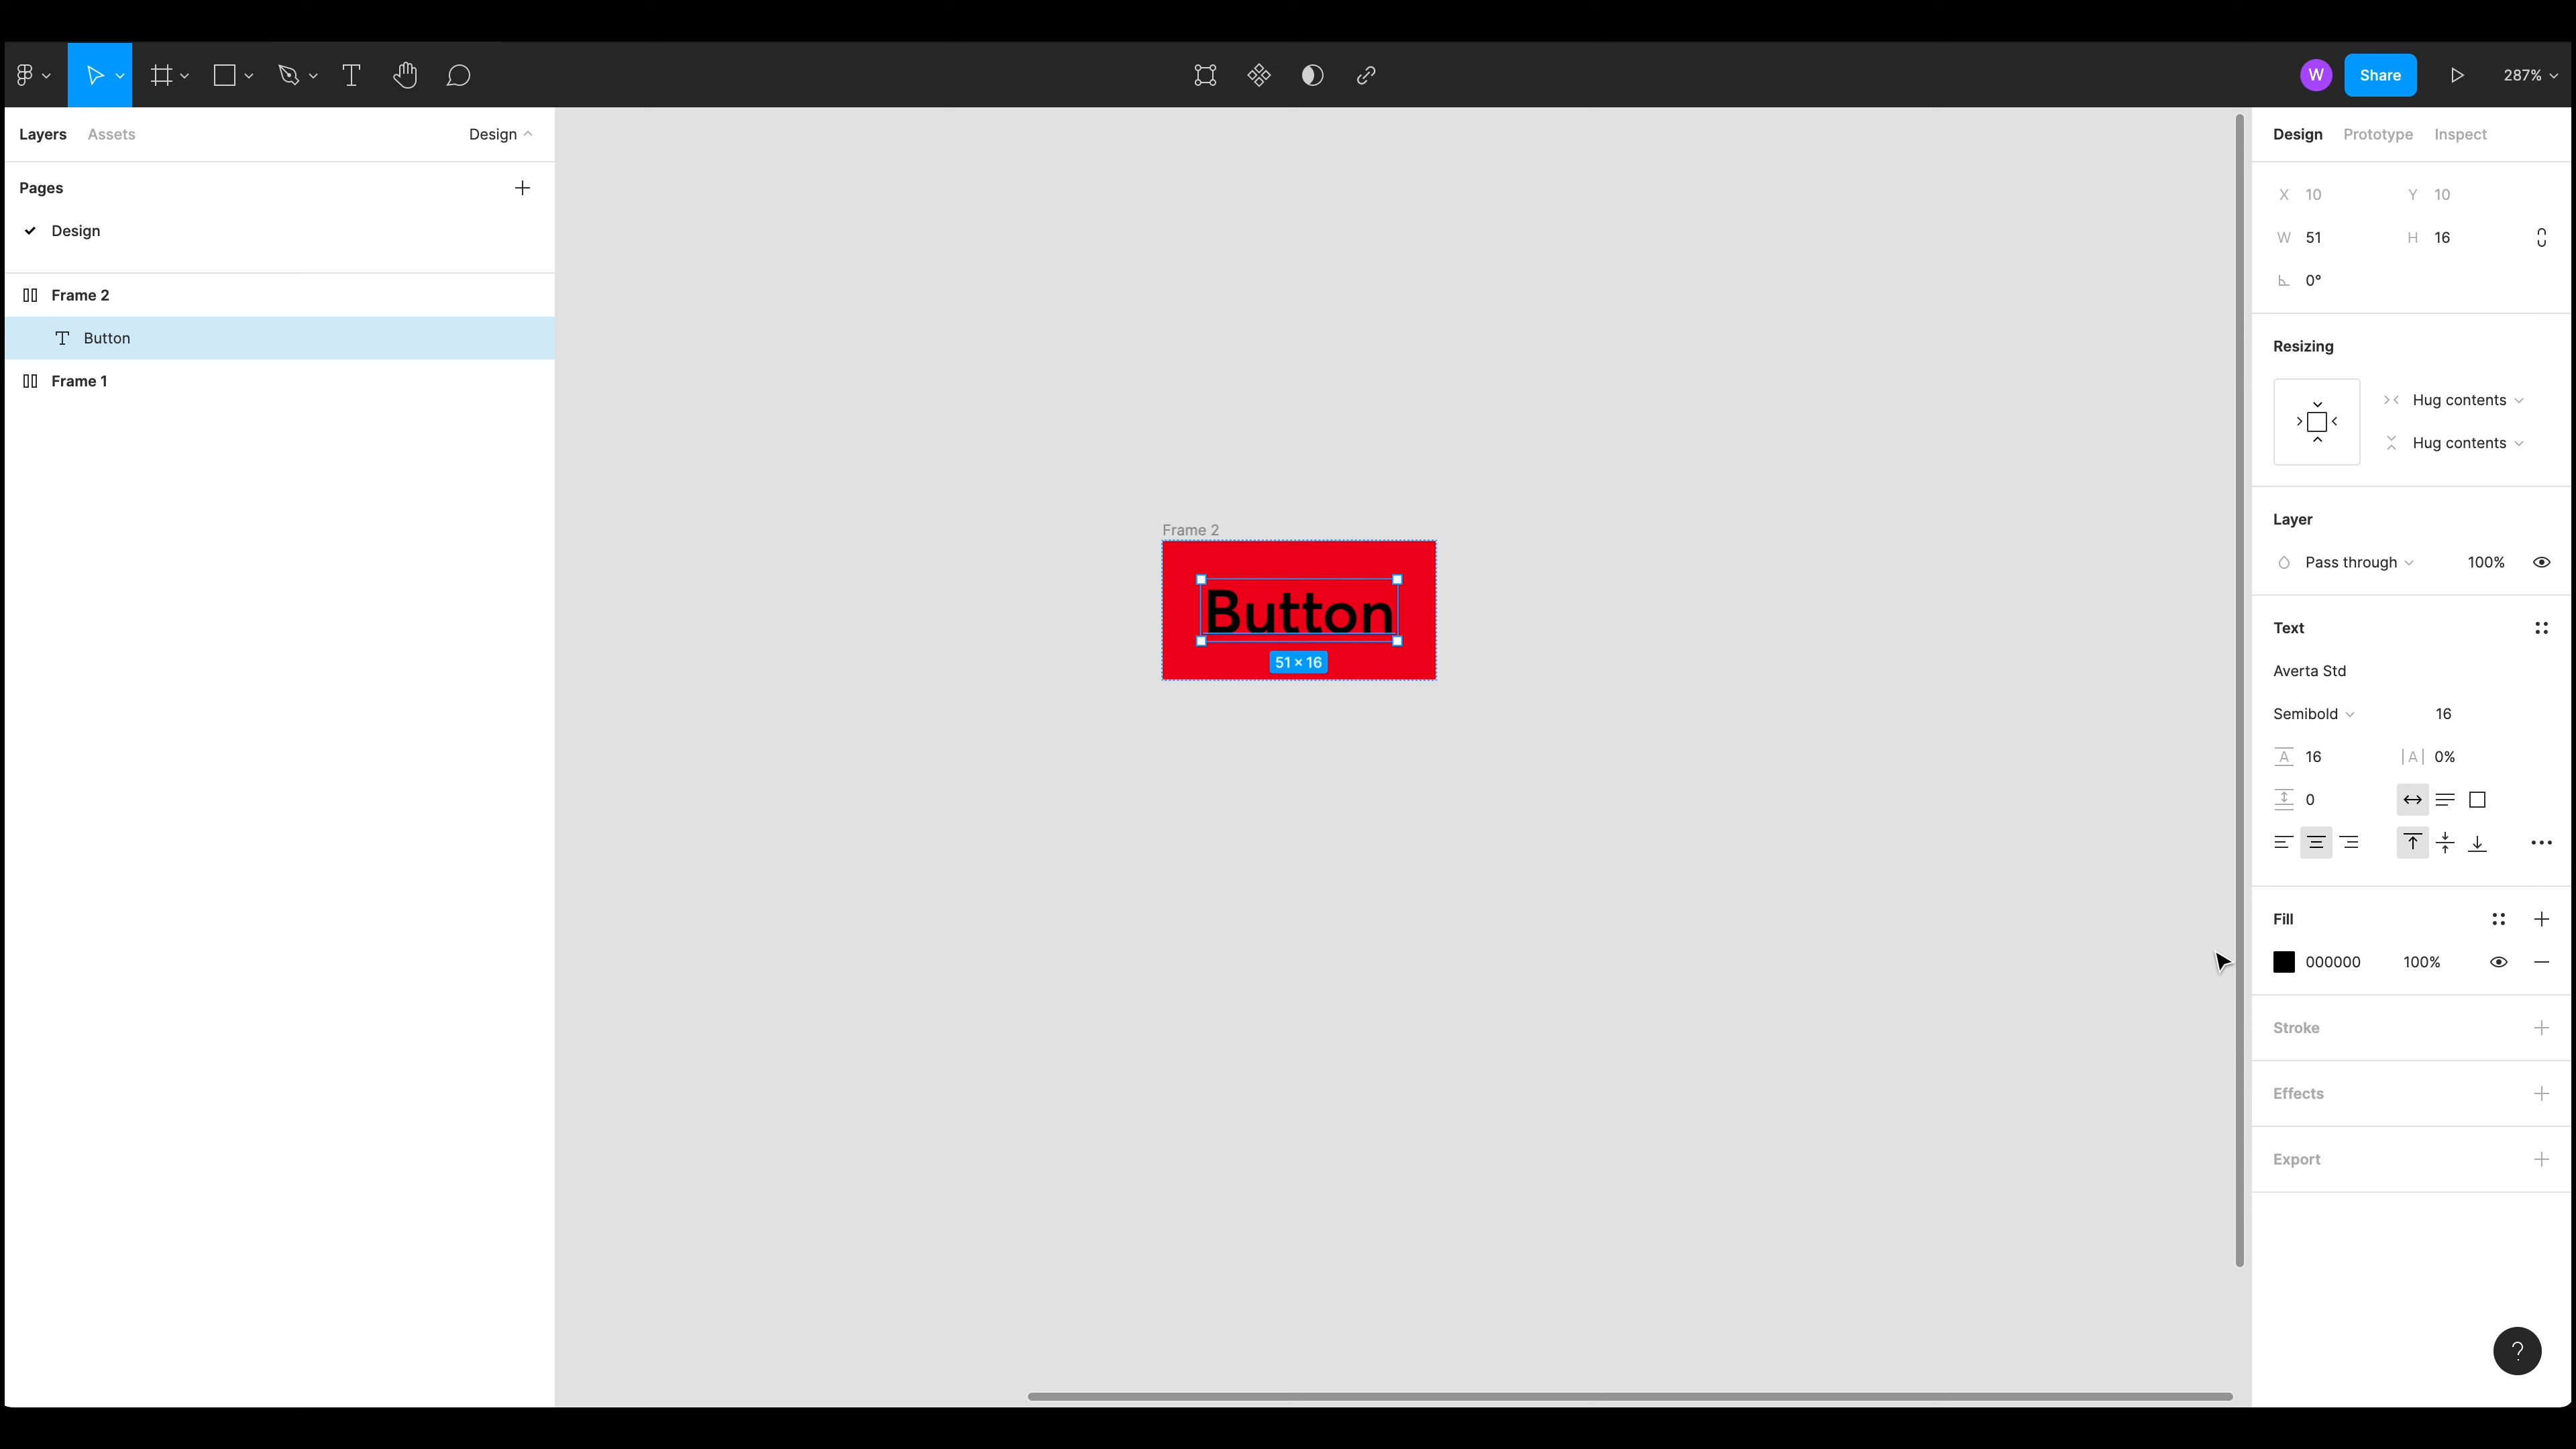 W
Share
287%
Layers
Assets
Design
Pages
Design
Frame 2
Button
Frame 1
Frame 2
Button
51 × 16
Design
Prototype
Inspect
X 10
Y 10
W 51
H 16
0°
Resizing
Hug contents
Hug contents
Layer
Pass through
100%
Text
Averta Std
Semibold
16
A 16
|A| 0%
0
Fill
000000
100%
Stroke
Effects
Export
?